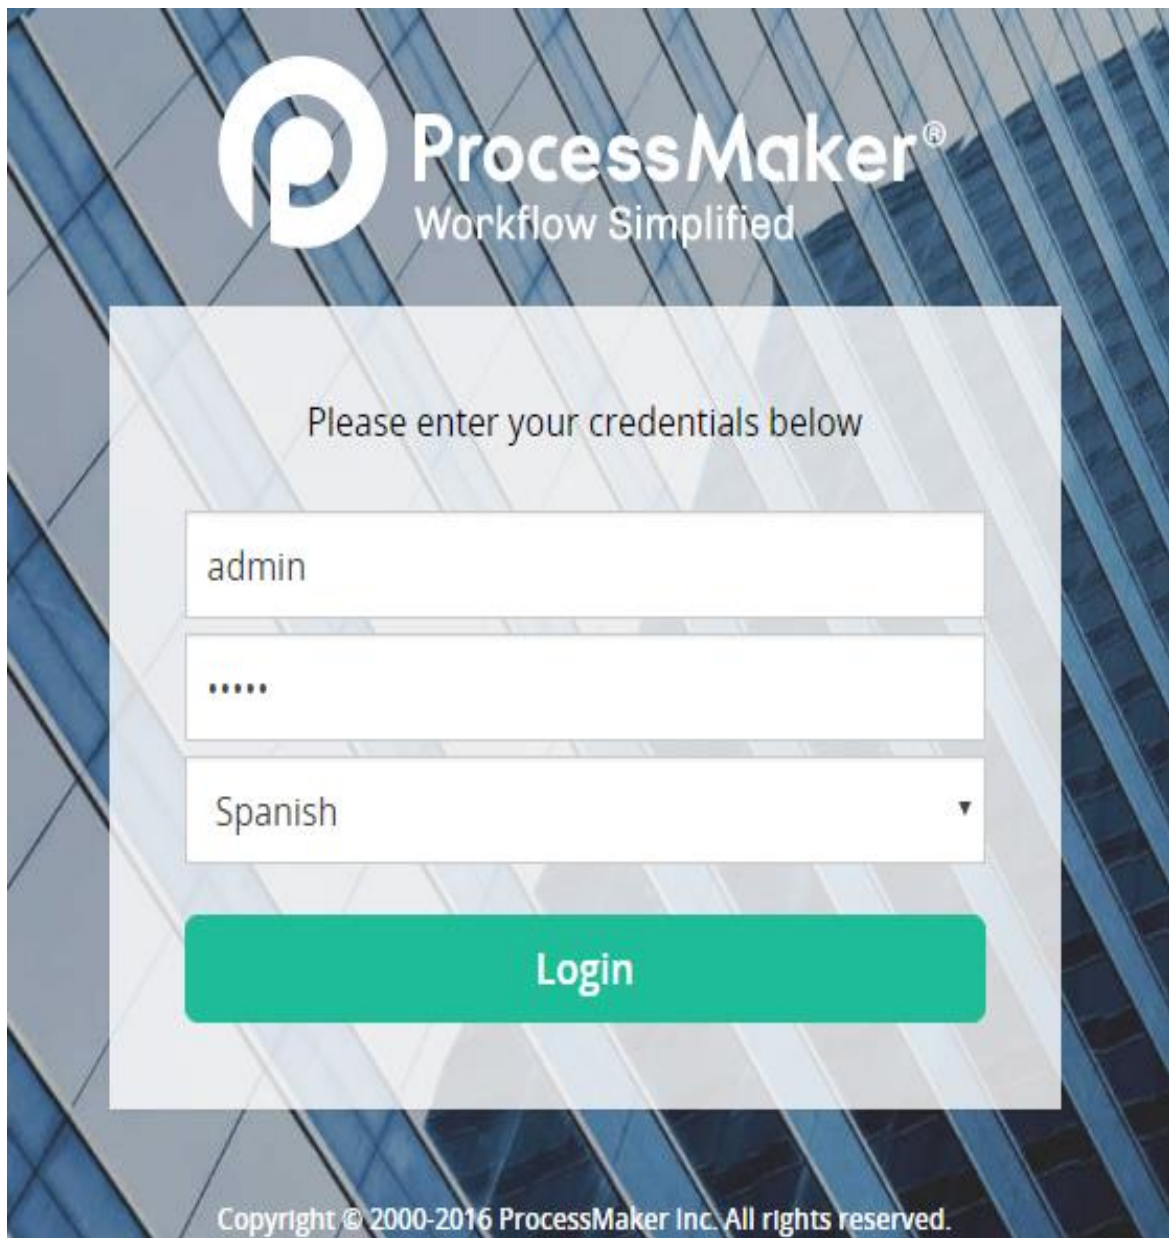 ProcessMaker®
Workflow Simplified
Please enter your credentials below
admin
•••••
Spanish
Login
Copyright © 2000-2016 ProcessMaker Inc. All rights reserved.